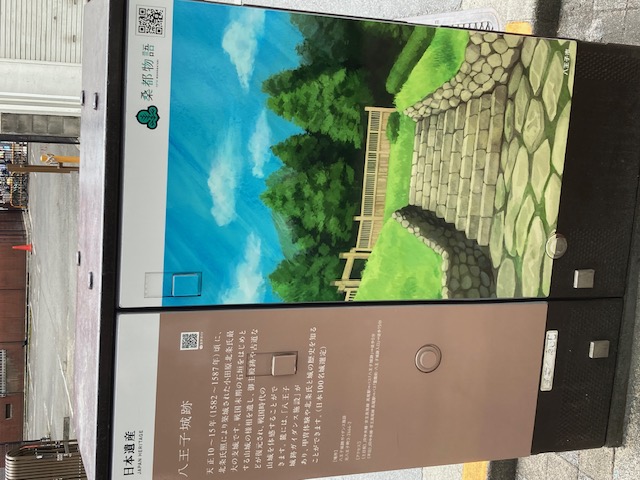 日本遺産
JAPAN HERITAGE
桑都物語
八王子城跡
天正10～15年(1582～1587年)頃に、
北条氏照により築城された小田原北条氏最
大の支城です。戦国末期の石垣をはじめと
する山城の様相を遺し、御主殿跡や古道な
どが復元され、戦国時代の
山城を体感することがで
きます。麓には、「八王子
城跡ガイダンス施設」が
あり、甲冑体験や北条氏と城の歴史を知る
ことができます。(日本100名城選定)
八王子市